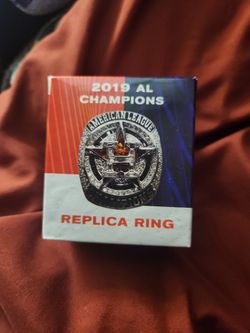 2019 AL
CHAMPIONS
AMERICAN LEAGUE
REPLICA RING